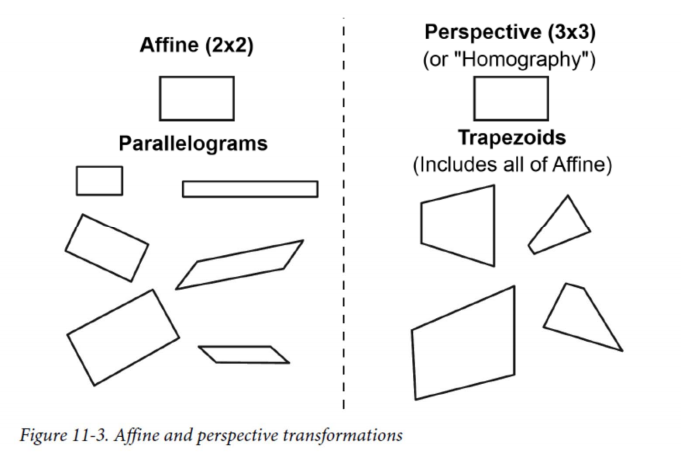 Affine (2x2)
Parallelograms
Perspective (3x3)
(or "Homography")
Trapezoids
(Includes all of Affine)
Figure 11-3. Affine and perspective transformations